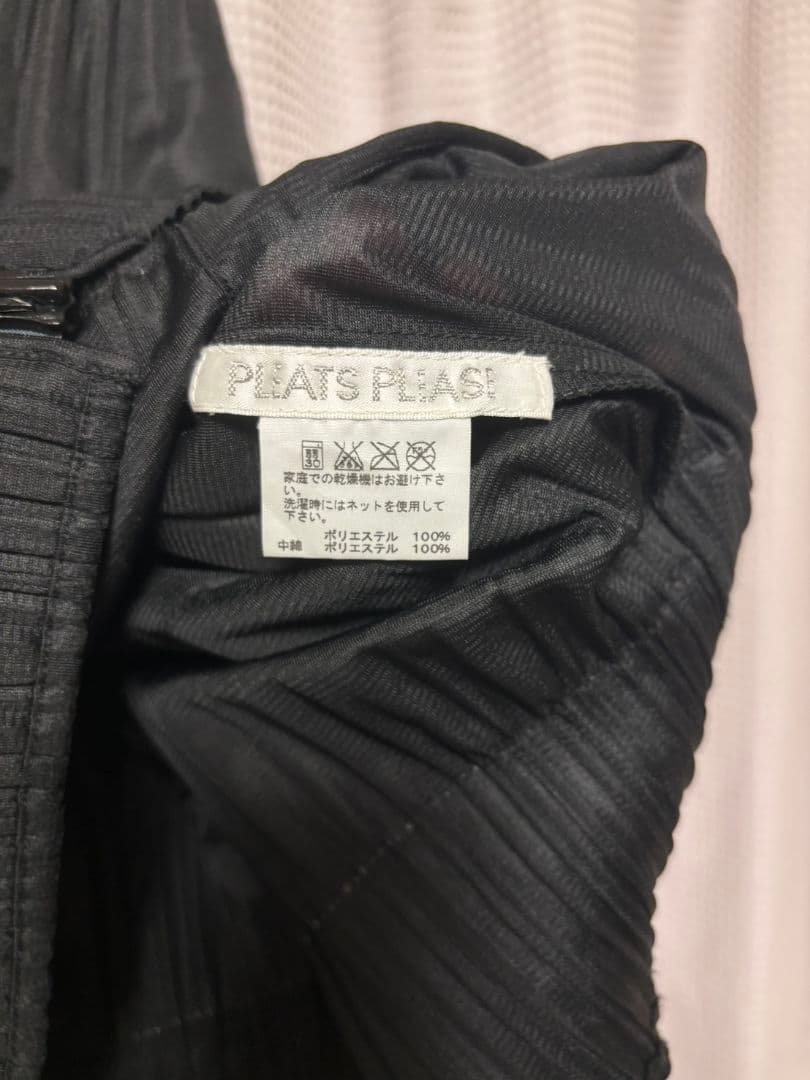 PLEATS PLEASE
弱
30
家庭での乾燥機はお避け下さ
い。
洗濯時にはネットを使用して
下さい。
ポリエステル 100%
中綿 ポリエステル 100%